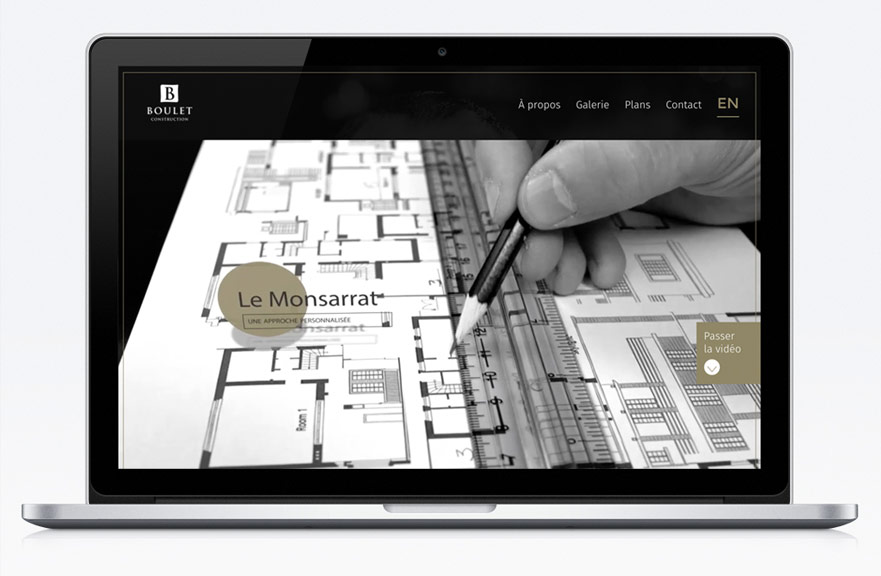 B
BOULET
CONSTRUCTION
À propos
Galerie
Plans
Contact
EN
Le Monsarrat
UNE APPROCHE PERSONNALISÉE
Passer
la vidéo
Room 1